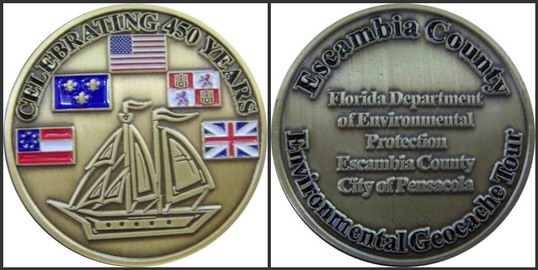 CELEBRATING 450 YEARS
Escambia County
Florida Department
of Environmental
Protection
Escambia County
City of Pensacola
Environmental Geocache Tour